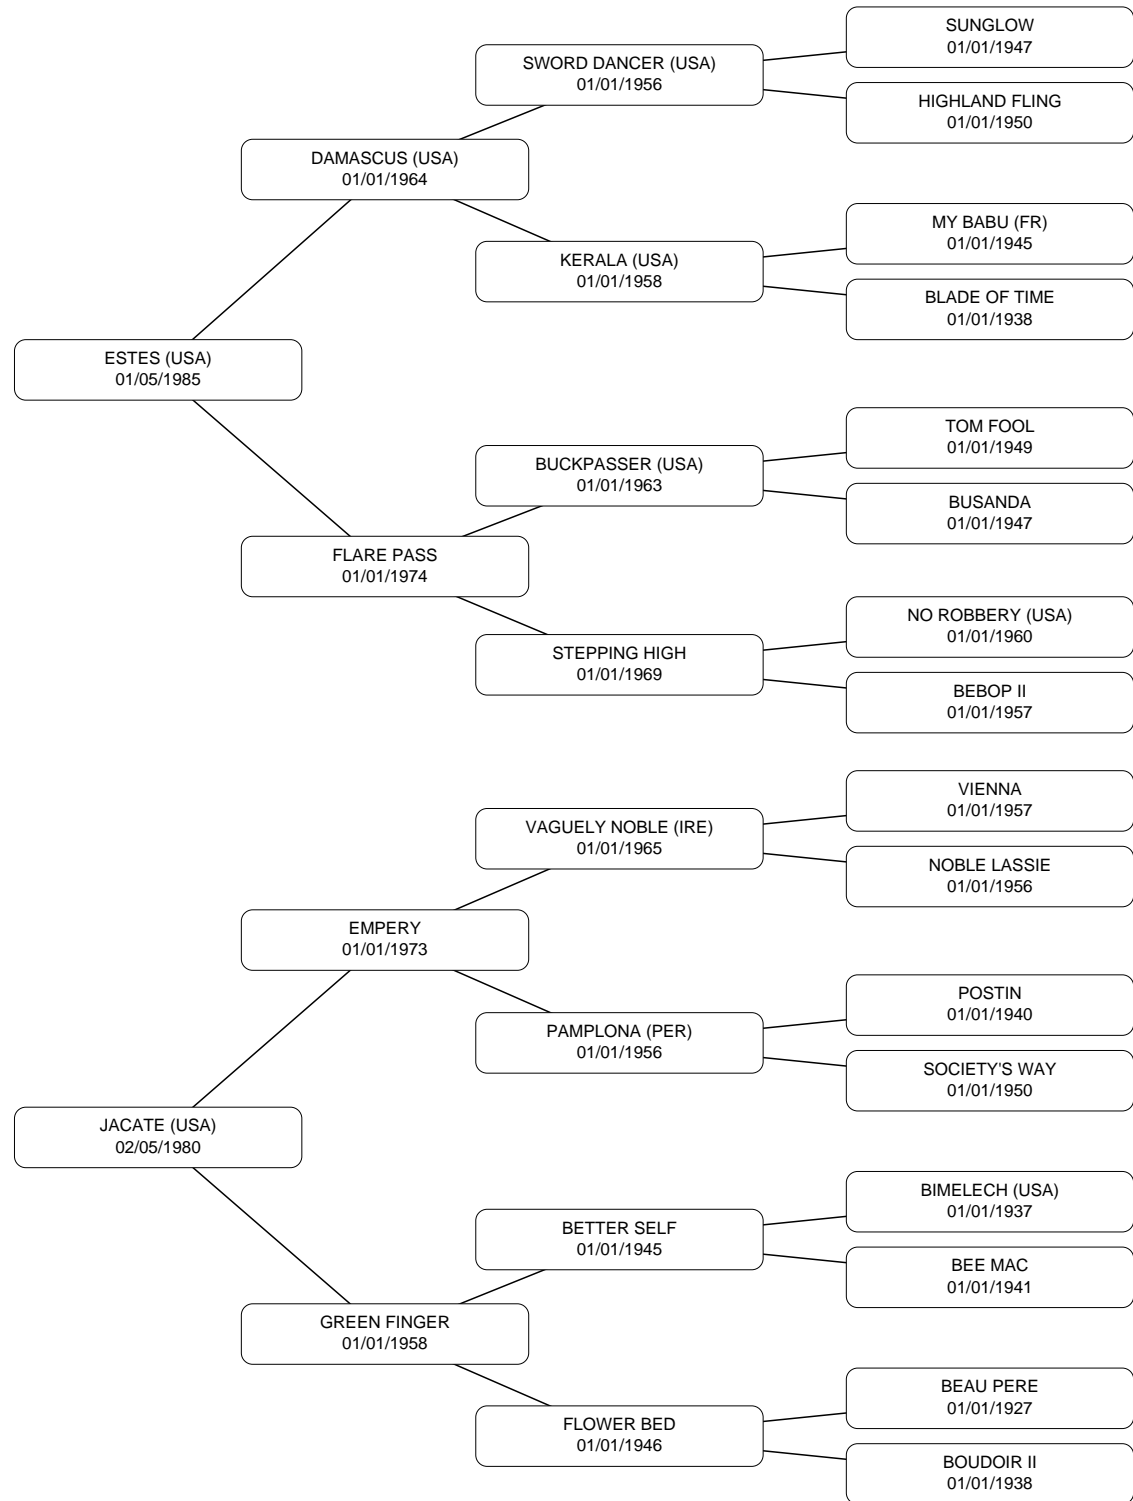 SUNGLOW
01/01/1947
SWORD DANCER (USA)
01/01/1956
HIGHLAND FLING
01/01/1950
DAMASCUS (USA)
01/01/1964
MY BABU (FR)
01/01/1945
KERALA (USA)
01/01/1958
BLADE OF TIME
01/01/1938
ESTES (USA)
01/05/1985
TOM FOOL
01/01/1949
BUCKPASSER (USA)
01/01/1963
BUSANDA
01/01/1947
FLARE PASS
01/01/1974
NO ROBBERY (USA)
01/01/1960
STEPPING HIGH
01/01/1969
BEBOP II
01/01/1957
VIENNA
01/01/1957
VAGUELY NOBLE (IRE)
01/01/1965
NOBLE LASSIE
01/01/1956
EMPERY
01/01/1973
POSTIN
01/01/1940
PAMPLONA (PER)
01/01/1956
SOCIETY'S WAY
01/01/1950
JACATE (USA)
02/05/1980
BIMELECH (USA)
01/01/1937
BETTER SELF
01/01/1945
BEE MAC
01/01/1941
GREEN FINGER
01/01/1958
BEAU PERE
01/01/1927
FLOWER BED
01/01/1946
BOUDOIR II
01/01/1938